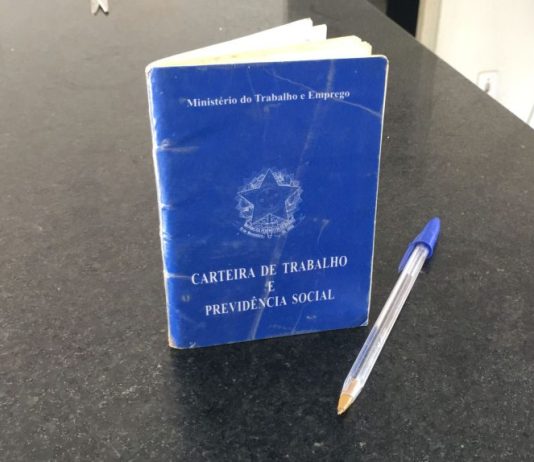 Ministério do Trabalho e Emprego
CARTEIRA DE TRABALHO
E
PREVIDÊNCIA SOCIAL